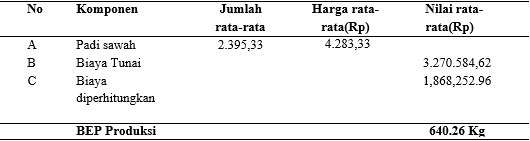 No Komponen Jumlah rata-rata Harga rata-rata(Rp) Nilai rata-rata(Rp)
A Padi sawah 2.395,33 4.283,33
B Biaya Tunai 3.270.584,62
C Biaya diperhitungkan 1,868,252.96
BEP Produksi 640.26 Kg